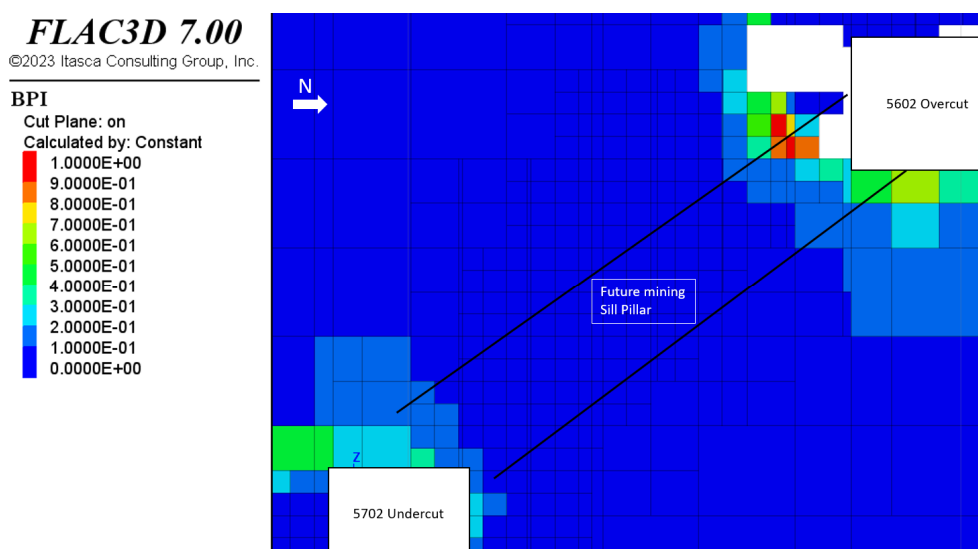 FLAC3D 7.00
©2023 Itasca Consulting Group, Inc.
BPI
Cut Plane: on
Calculated by: Constant
1.0000E+00
9.0000E-01
8.0000E-01
7.0000E-01
6.0000E-01
5.0000E-01
4.0000E-01
3.0000E-01
2.0000E-01
1.0000E-01
0.0000E+00
N
5602 Overcut
Future mining
Sill Pillar
Z
5702 Undercut